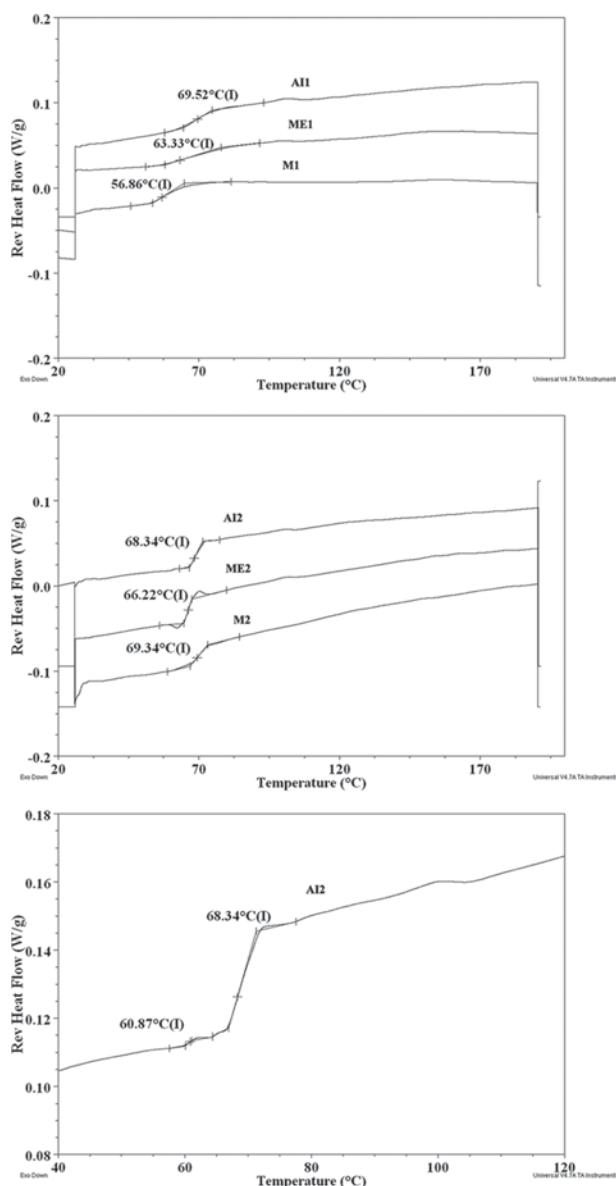 0.2
AI1
69.52°C(I)
0.1
ME1
63.33°C(I)
M1
0.0
56.86°C(I)
Rev Heat Flow (W/g)
-0.1
-0.2
20
70
120
170
Exo Down
Temperature (°C)
Universal V4.7A TA Instruments
0.2
0.1
AI2
68.34°C(I)
ME2
0.0
66.22°C(I)
M2
69.34°C(I)
Rev Heat Flow (W/g)
-0.1
-0.2
20
70
120
170
Exo Down
Temperature (°C)
Universal V4.7A TA Instruments
0.18
0.16
AI2
68.34°C(I)
0.14
Rev Heat Flow (W/g)
0.12
60.87°C(I)
0.10
0.08
40
60
80
100
120
Exo Down
Temperature (°C)
Universal V4.7A TA Instruments